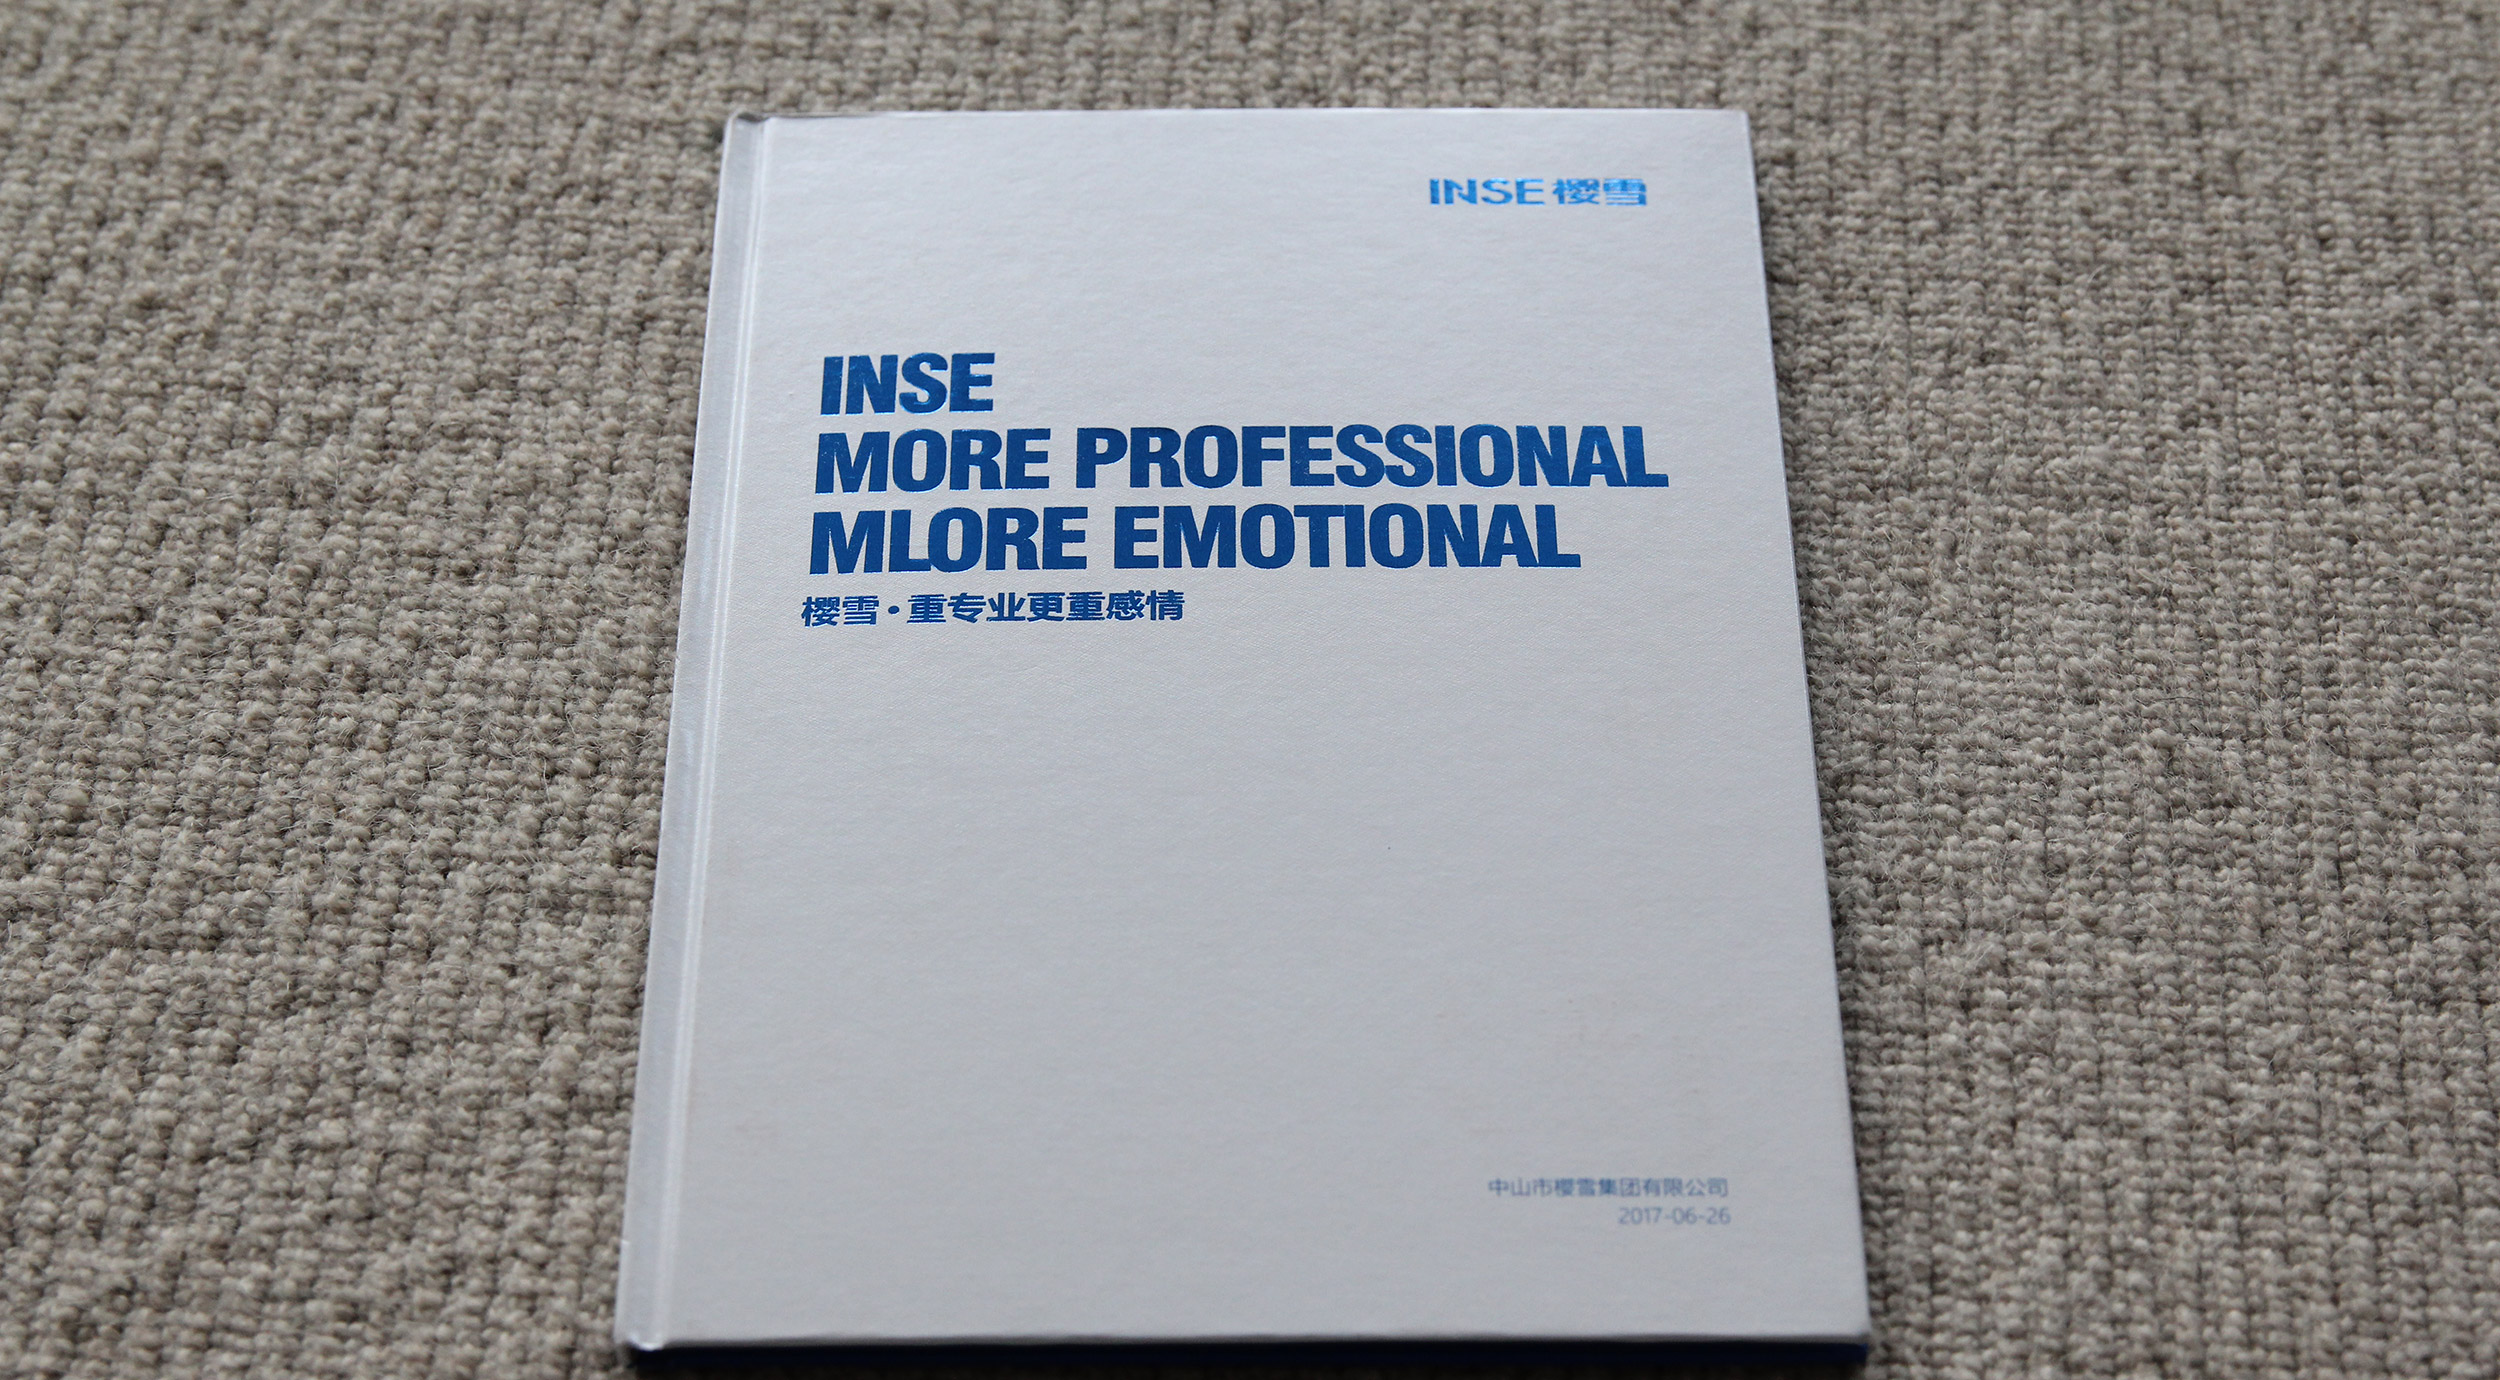 INSE 樱雪
INSE
MORE PROFESSIONAL
MLORE EMOTIONAL
樱雪·重专业更重感情
中山市樱雪集团有限公司
2017-06-26